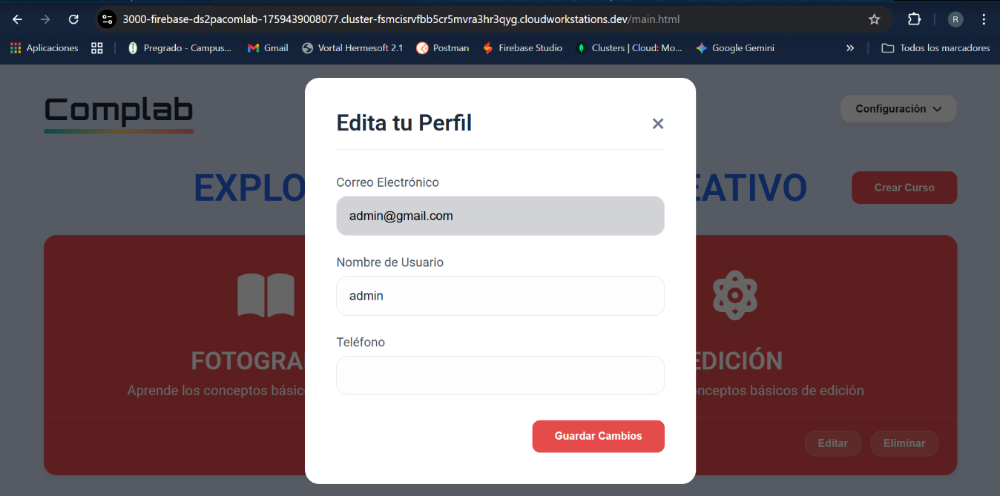 3000-firebase-ds2pacomlab-1759439008077.cluster-fsmcisrvfbb5cr5mvra3hr3qyg.cloudworkstations.dev/main.html
R
Aplicaciones
Pregrado - Campus...
Gmail
Vortal Hermesoft 2.1
Postman
Firebase Studio
Clusters | Cloud: Mo...
Google Gemini
»
Todos los marcadores
Complab
Configuración
Edita tu Perfil
×
EXPLO
EATIVO
Crear Curso
Correo Electrónico
admin@gmail.com
Nombre de Usuario
admin
Teléfono
FOTOGRA
EDICIÓN
Aprende los conceptos básic
onceptos básicos de edición
Guardar Cambios
Editar
Eliminar